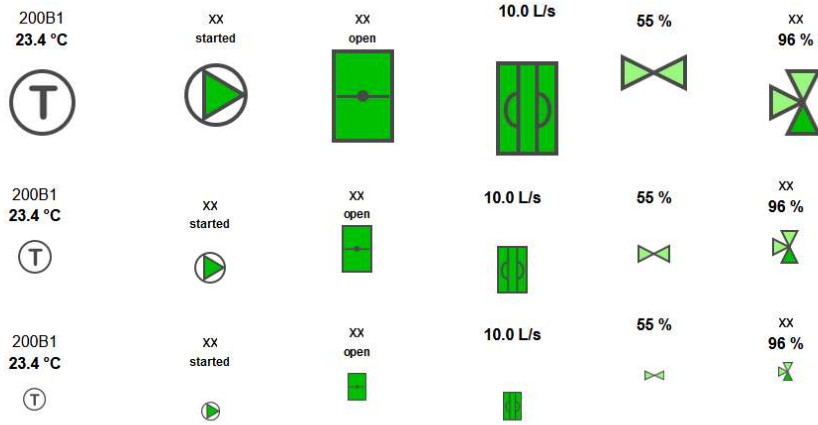 200B1
23.4 °C
T
XX
started
XX
open
10.0 L/s
55 %
XX
96 %
200B1
23.4 °C
T
XX
started
XX
open
10.0 L/s
55 %
XX
96 %
200B1
23.4 °C
T
XX
started
XX
open
10.0 L/s
55 %
XX
96 %